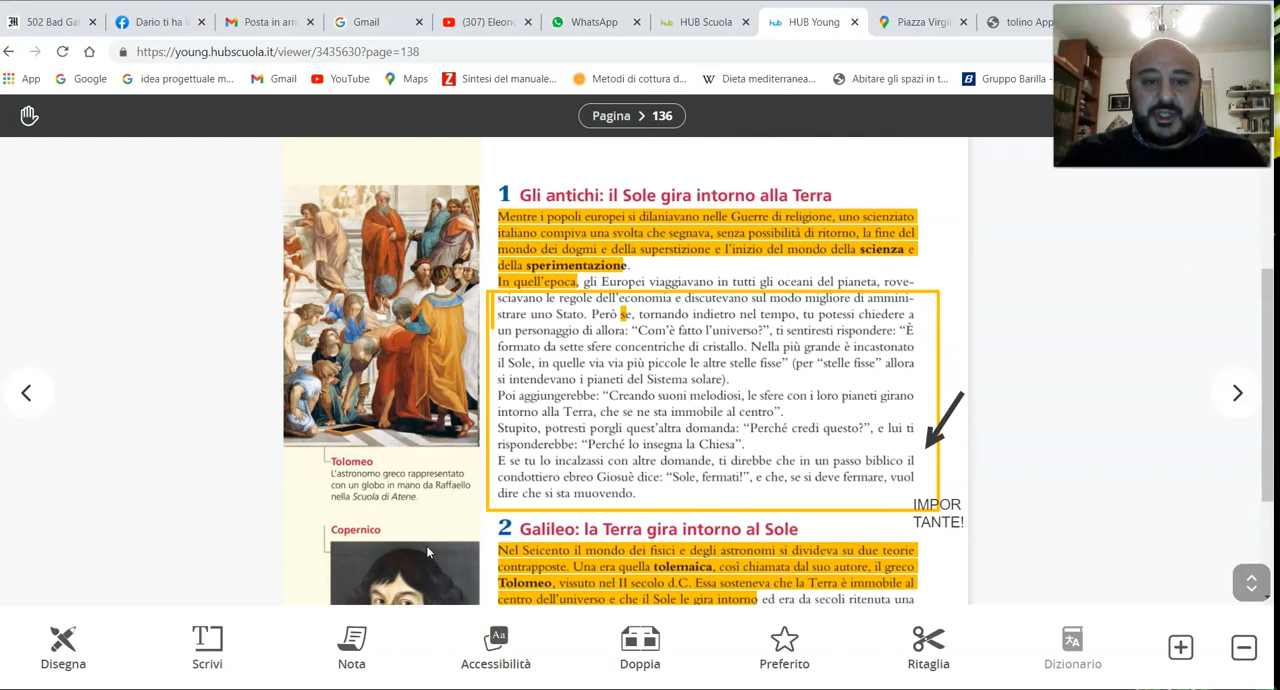 502 Bad Gat
Dario ti ha i
Posta in arri
Gmail
(307) Eleon
WhatsApp
HUB Scuola
HUB Young
Piazza Virgil
tolino App
https://young.hubscuola.it/viewer/3435630?page=138
App
Google
idea progettuale m...
Gmail
YouTube
Maps
Sintesi del manuale...
Metodi di cottura d...
Dieta mediterranea...
Abitare gli spazi in t...
Gruppo Barilla -
Pagina > 136
1 Gli antichi: il Sole gira intorno alla Terra
Mentre i popoli europei si dilaniavano nelle Guerre di religione, uno scienziato
italiano compiva una svolta che segnava, senza possibilità di ritorno, la fine del
mondo dei dogmi e della superstizione e l'inizio del mondo della scienza e
della sperimentazione.
In quell'epoca, gli Europei viaggiavano in tutti gli oceani del pianeta, rove-
sciavano le regole dell'economia e discutevano sul modo migliore di ammini-
strare uno Stato. Però se, tornando indietro nel tempo, tu potessi chiedere a
un personaggio di allora: "Com'è fatto l'universo?", ti sentiresti rispondere: "È
formato da sette sfere concentriche di cristallo. Nella più grande è incastonato
il Sole, in quelle via via più piccole le altre stelle fisse" (per "stelle fisse" allora
si intendevano i pianeti del Sistema solare).
Poi aggiungerebbe: "Creando suoni melodiosi, le sfere con i loro pianeti girano
intorno alla Terra, che se ne sta immobile al centro".
Stupito, potresti porgli quest'altra domanda: "Perché credi questo?", e lui ti
risponderebbe: "Perché lo insegna la Chiesa".
E se tu lo incalzassi con altre domande, ti direbbe che in un passo biblico il
condottiero ebreo Giosuè dice: "Sole, fermati!", e che, se si deve fermare, vuol
dire che si sta muovendo.
IMPOR
TANTE!
Tolomeo
L'astronomo greco rappresentato
con un globo in mano da Raffaello
nella Scuola di Atene.
Copernico
2 Galileo: la Terra gira intorno al Sole
Nel Seicento il mondo dei fisici e degli astronomi si divideva su due teorie
contrapposte. Una era quella tolemaica, così chiamata dal suo autore, il greco
Tolomeo, vissuto nel II secolo d.C. Essa sosteneva che la Terra è immobile al
centro dell'universo e che il Sole le gira intorno ed era da secoli ritenuta una
Disegna
Scrivi
Nota
Accessibilità
Doppia
Preferito
Ritaglia
Dizionario